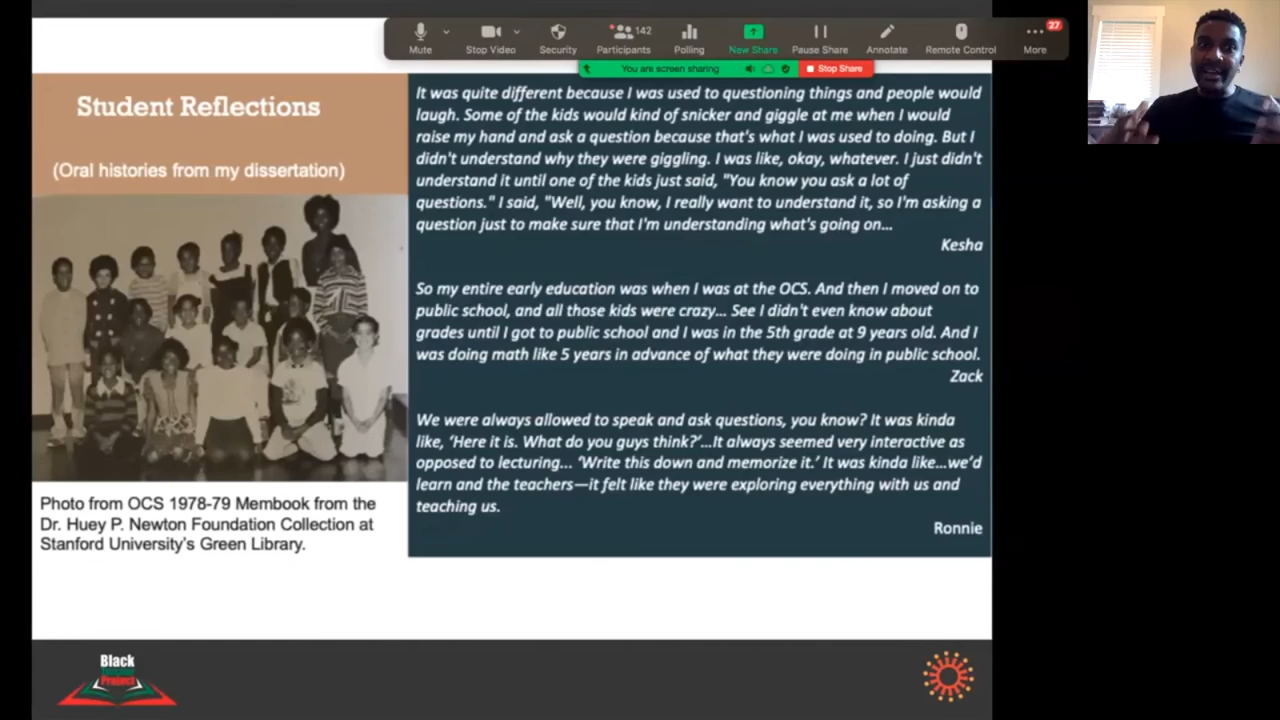 142
27
Mute
Stop Video
Security
Participants
Polling
New Share
Pause Share
Annotate
Remote Control
More
You are screen sharing
Stop Share
Student Reflections
(Oral histories from my dissertation)
Photo from OCS 1978-79 Membook from the
Dr. Huey P. Newton Foundation Collection at
Stanford University's Green Library.
It was quite different because I was used to questioning things and people would
laugh. Some of the kids would kind of snicker and giggle at me when I would
raise my hand and ask a question because that's what I was used to doing. But I
didn't understand why they were giggling. I was like, okay, whatever. I just didn't
understand it until one of the kids just said, "You know you ask a lot of
questions." I said, "Well, you know, I really want to understand it, so I'm asking a
question just to make sure that I'm understanding what's going on...
Kesha
So my entire early education was when I was at the OCS. And then I moved on to
public school, and all those kids were crazy... See I didn't even know about
grades until I got to public school and I was in the 5th grade at 9 years old. And I
was doing math like 5 years in advance of what they were doing in public school.
Zack
We were always allowed to speak and ask questions, you know? It was kinda
like, 'Here it is. What do you guys think?'...It always seemed very interactive as
opposed to lecturing... 'Write this down and memorize it.' It was kinda like...we'd
learn and the teachers—it felt like they were exploring everything with us and
teaching us.
Ronnie
Black
Project